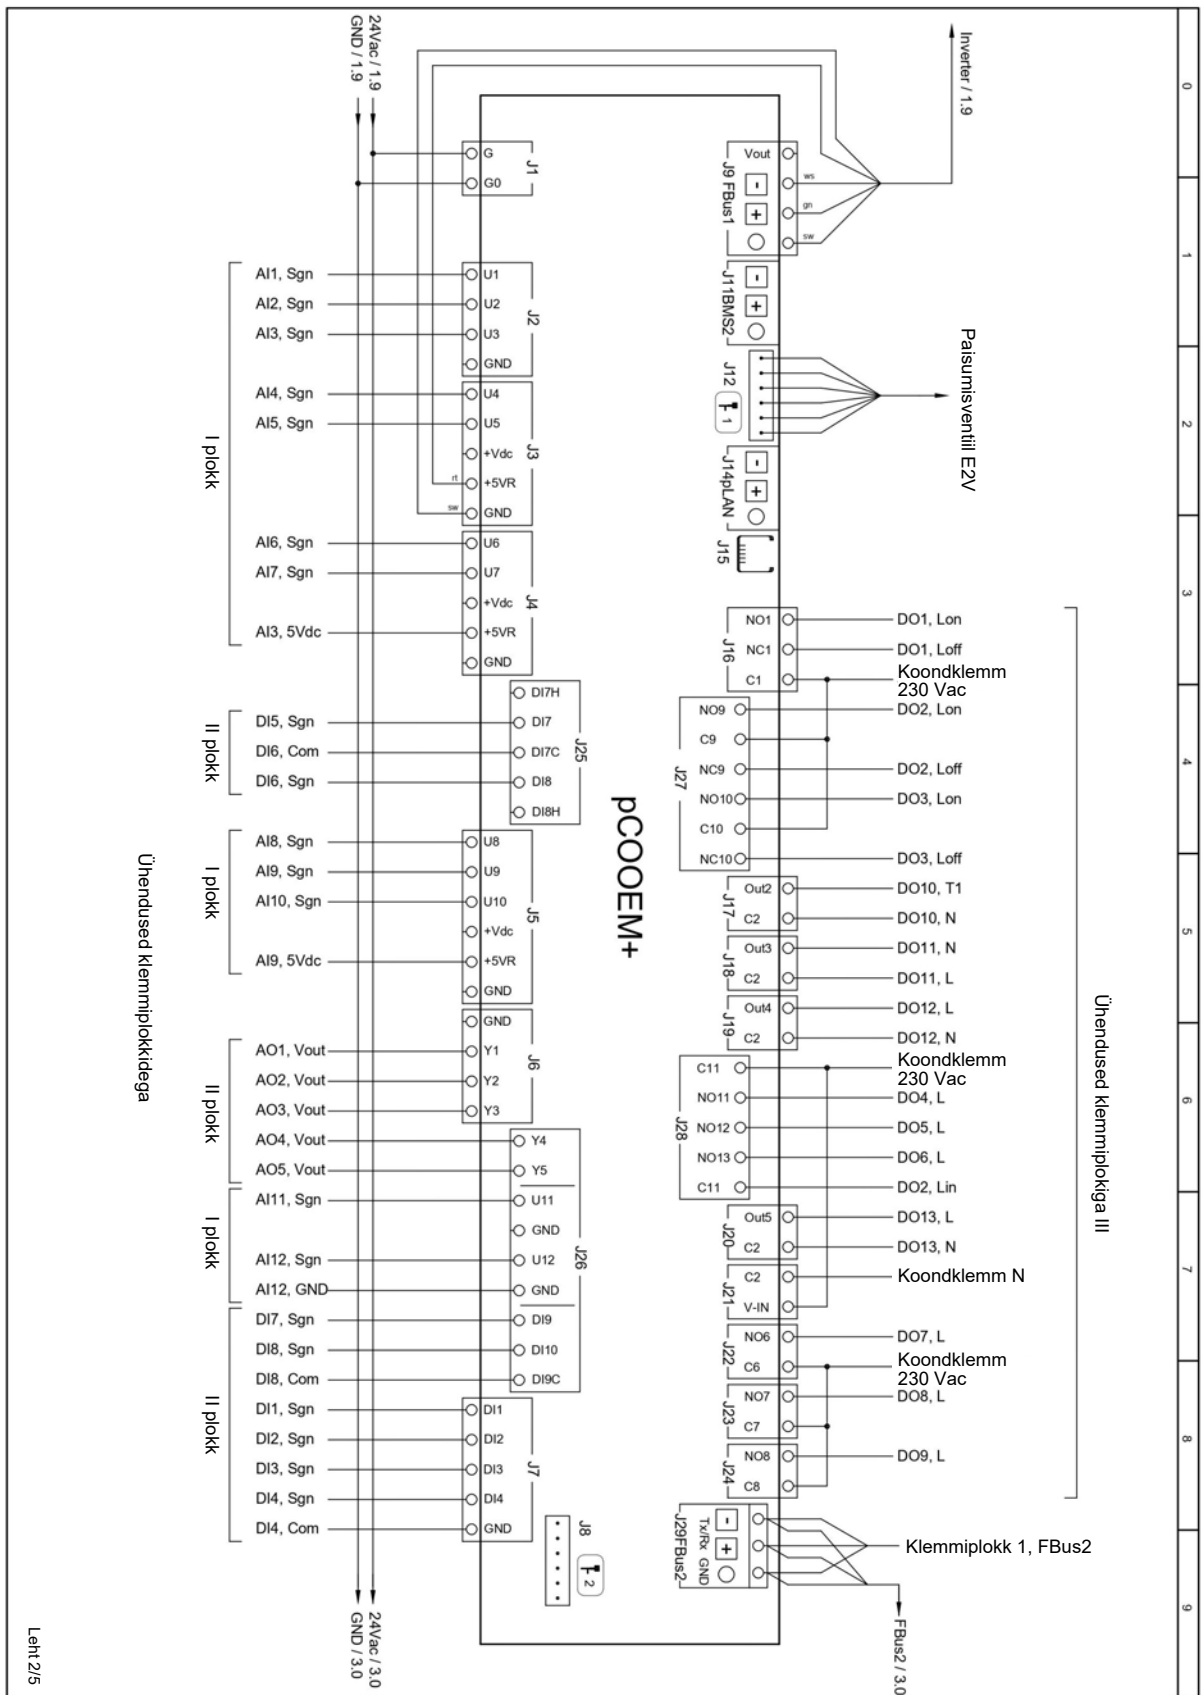 0
1
2
3
4
5
6
7
8
9
24Vac / 1.9
GND / 1.9
Inverter / 1.9
Paisumisventiil E2V
Ühendused klemmiplokiga III
Ühendused klemmiplokkidega
pCOOEM+
J1
G
G0
I plokk
AI1, Sgn
AI2, Sgn
AI3, Sgn
AI4, Sgn
AI5, Sgn
AI6, Sgn
AI7, Sgn
AI3, 5Vdc
J2
U1
U2
U3
GND
J3
U4
U5
+Vdc
rt +5VR
sw GND
J4
U6
U7
+Vdc
+5VR
GND
II plokk
DI5, Sgn
DI6, Com
DI6, Sgn
J25
DI7H
DI7
DI7C
DI8
DI8H
I plokk
AI8, Sgn
AI9, Sgn
AI10, Sgn
AI9, 5Vdc
J5
U8
U9
U10
+Vdc
+5VR
GND
II plokk
AO1, Vout
AO2, Vout
AO3, Vout
AO4, Vout
AO5, Vout
J6
GND
Y1
Y2
Y3
I plokk
AI11, Sgn
AI12, Sgn
AI12, GND
J26
Y4
Y5
U11
GND
U12
GND
DI9
DI10
DI9C
II plokk
DI7, Sgn
DI8, Sgn
DI8, Com
DI1, Sgn
DI2, Sgn
DI3, Sgn
DI4, Sgn
DI4, Com
J7
DI1
DI2
DI3
DI4
GND
J8
2
J9 FBus1
Vout
- ws
+ gn
sw
J11BMS2
-
+
J12
1
J14pLAN
-
+
J15
J16
NO1 DO1, Lon
NC1 DO1, Loff
C1 Koondklemm
230 Vac
J27
NO9 DO2, Lon
C9
NC9 DO2, Loff
NO10 DO3, Lon
C10
NC10 DO3, Loff
J17
Out2 DO10, T1
C2 DO10, N
J18
Out3 DO11, N
C2 DO11, L
J19
Out4 DO12, L
C2 DO12, N
J28
C11 Koondklemm
230 Vac
NO11 DO4, L
NO12 DO5, L
NO13 DO6, L
C11 DO2, Lin
J20
Out5 DO13, L
C2 DO13, N
J21
C2 Koondklemm N
V-IN
J22
NO6 DO7, L
C6 Koondklemm
230 Vac
J23
NO7 DO8, L
C7
J24
NO8 DO9, L
C8
J29FBus2
Tx/Rx GND
-
+
Klemmiplokk 1, FBus2
FBus2 / 3.0
24Vac / 3.0
GND / 3.0
Leht 2/5